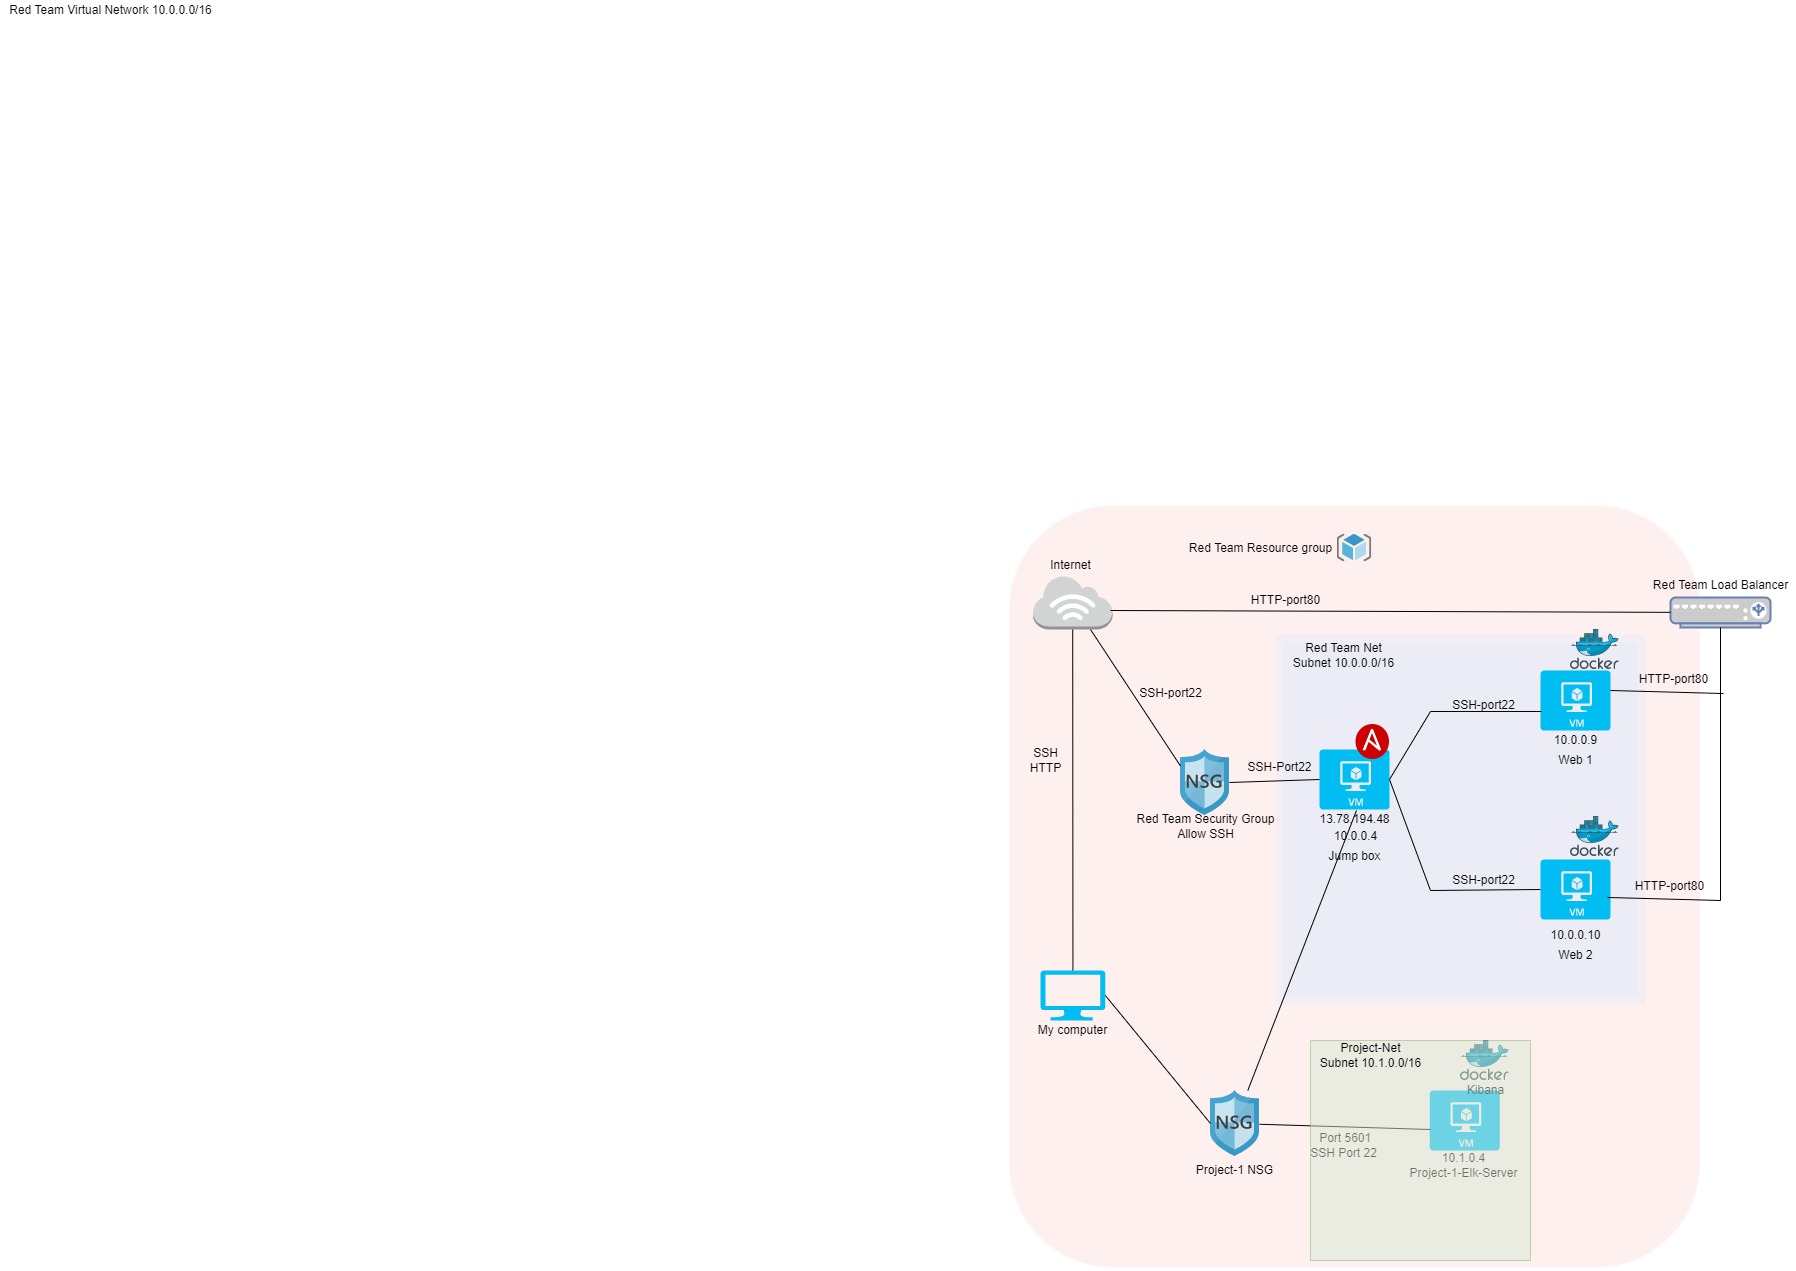 Red Team Virtual Network 10.0.0.0/16
Red Team Resource group
Internet
Red Team Load Balancer
HTTP-port80
Red Team Net
Subnet 10.0.0.0/16
docker
HTTP-port80
SSH-port22
SSH-port22
VM
10.0.0.9
Web 1
SSH
HTTP
SSH-Port22
NSG
VM
Red Team Security Group
Allow SSH
13.78.194.48
10.0.0.4
Jump box
docker
SSH-port22
HTTP-port80
VM
10.0.0.10
Web 2
My computer
Project-Net
Subnet 10.1.0.0/16
docker
Kibana
NSG
Port 5601
SSH Port 22
VM
10.1.0.4
Project-1-Elk-Server
Project-1 NSG